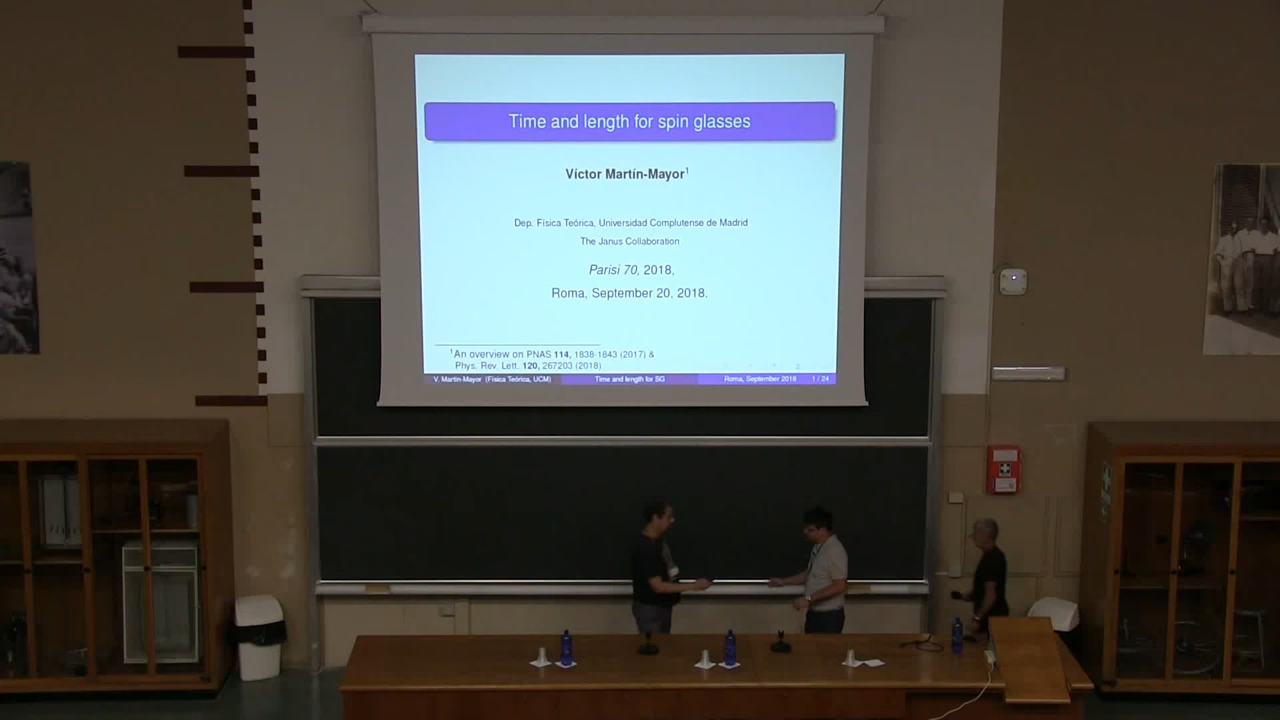 Time and length for spin glasses
Víctor Martín-Mayor¹
Dep. Física Teórica, Universidad Complutense de Madrid
The Janus Collaboration
Parisi 70, 2018,
Roma, September 20, 2018.
¹An overview on PNAS 114, 1838-1843 (2017) &
Phys. Rev. Lett. 120, 267203 (2018)
V. Martín-Mayor (Física Teórica, UCM) Time and length for SG Roma, September 2018 1 / 24